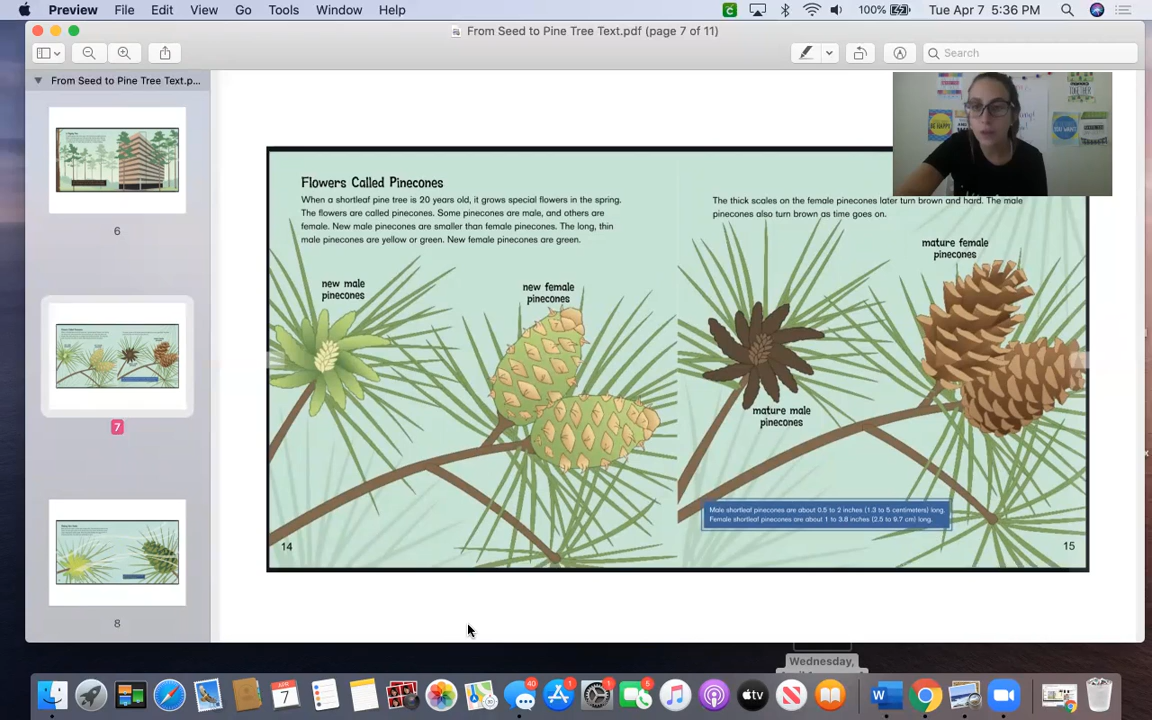 Preview File Edit View Go Tools Window Help 100% Tue Apr 7 5:36 PM
From Seed to Pine Tree Text.pdf (page 7 of 11)
Search
From Seed to Pine Tree Text.p...
6
7
8
Flowers Called Pinecones
When a shortleaf pine tree is 20 years old, it grows special flowers in the spring.
The flowers are called pinecones. Some pinecones are male, and others are
female. New male pinecones are smaller than female pinecones. The long, thin
male pinecones are yellow or green. New female pinecones are green.
new male
pinecones
new female
pinecones
14
The thick scales on the female pinecones later turn brown and hard. The male
pinecones also turn brown as time goes on.
mature female
pinecones
mature male
pinecones
Male shortleaf pinecones are about 0.5 to 2 inches (1.3 to 5 centimeters) long.
Female shortleaf pinecones are about 1 to 3.8 inches (2.5 to 9.7 cm) long.
15
Wednesday,
40
1
1
5
APR
7
tv
W